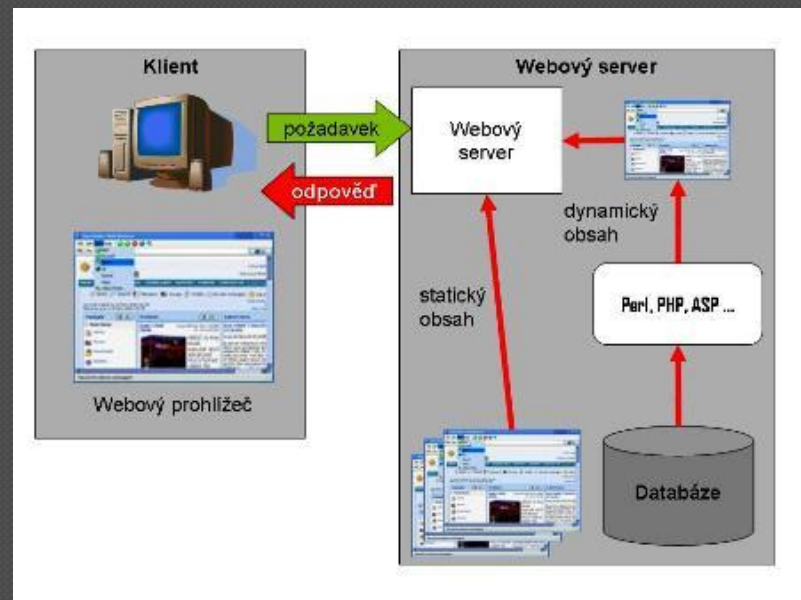 Klient
Webový prohlížeč
požadavek
odpověď
Webový server
Webový
server
dynamický
obsah
statický
obsah
Perl, PHP, ASP ...
Databáze